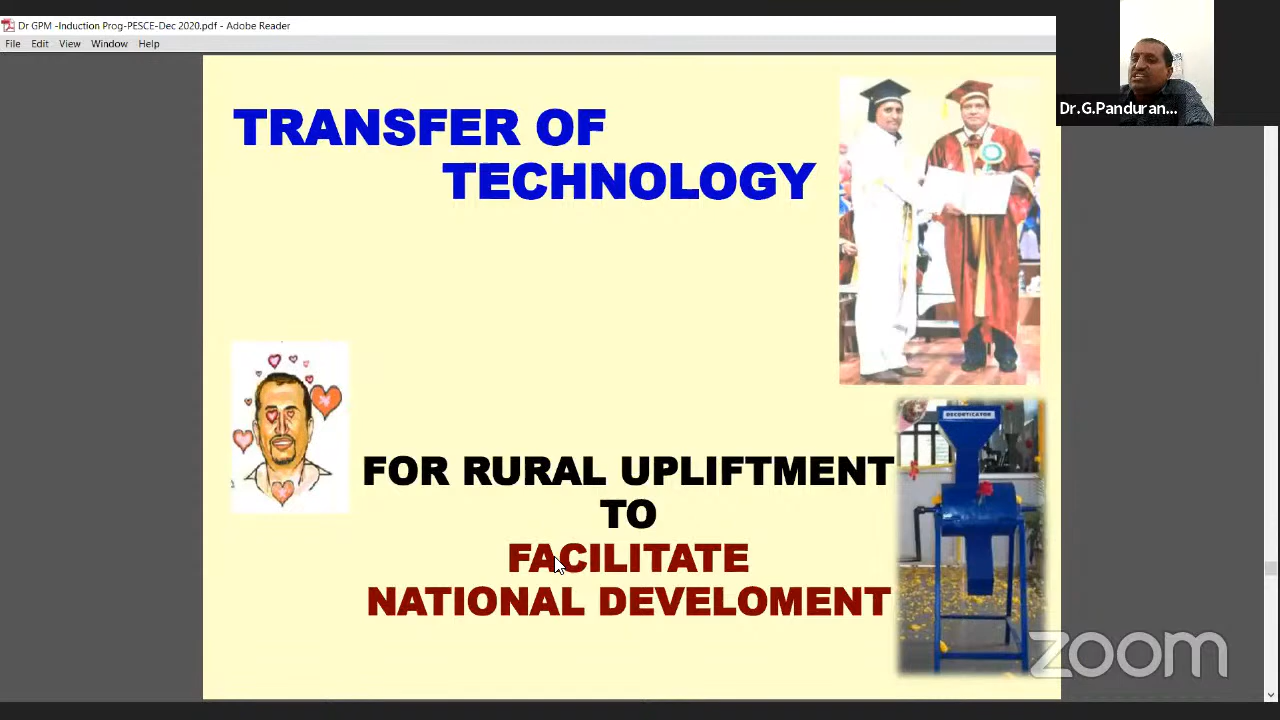 Dr GPM -Induction Prog-PESCE-Dec 2020.pdf - Adobe Reader
File Edit View Window Help
Dr.G.Panduran...
TRANSFER OF
TECHNOLOGY
DECORTICATOR
FOR RURAL UPLIFTMENT
TO
FACILITATE
NATIONAL DEVELOMENT
zoom